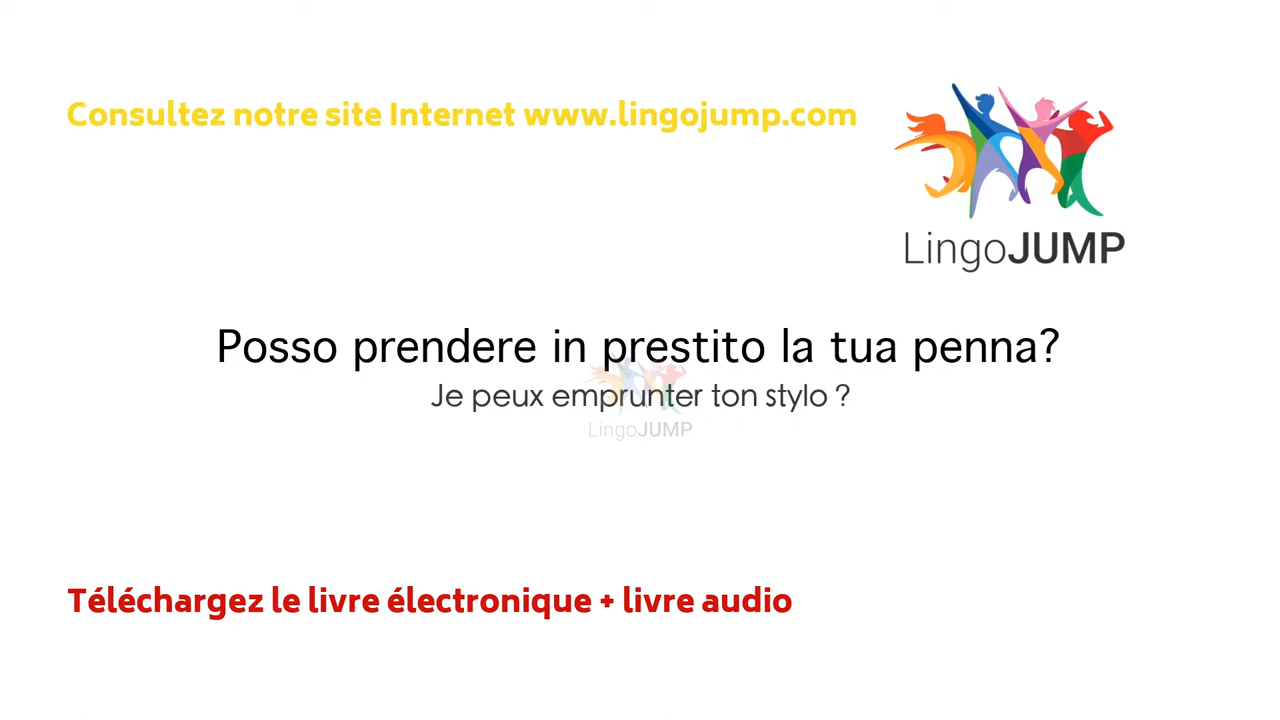 Consultez notre site Internet www.lingojump.com
LingoJUMP
Posso prendere in prestito la tua penna?
Je peux emprunter ton stylo ?
LingoJUMP
Téléchargez le livre électronique + livre audio